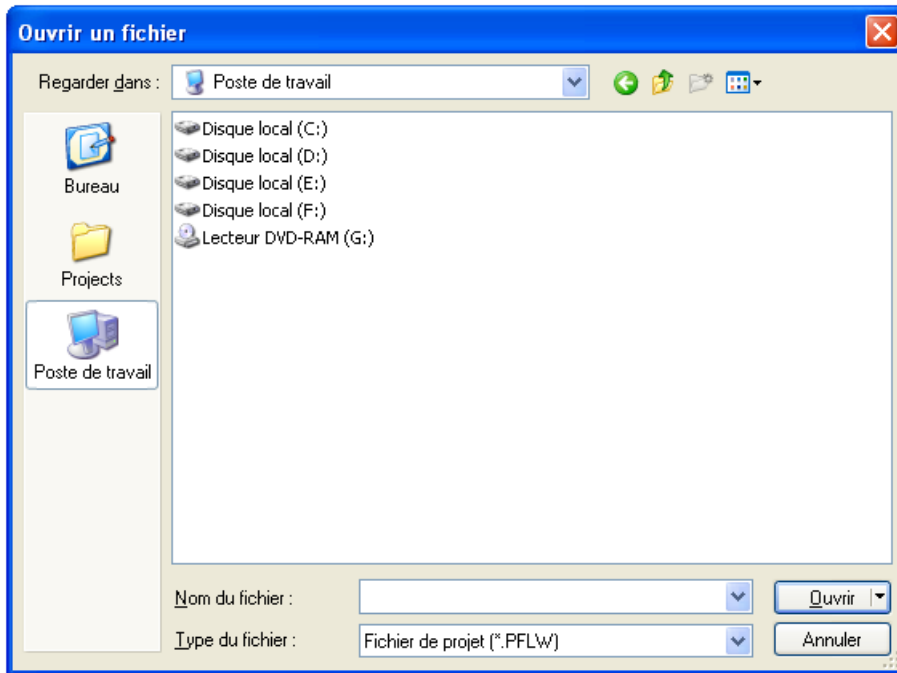 Ouvrir un fichier
Regarder dans :
Poste de travail
Bureau
Projects
Poste de travail
Disque local (C:)
Disque local (D:)
Disque local (E:)
Disque local (F:)
Lecteur DVD-RAM (G:)
Nom du fichier :
Ouvrir
Type du fichier :
Fichier de projet (*.PFLW)
Annuler